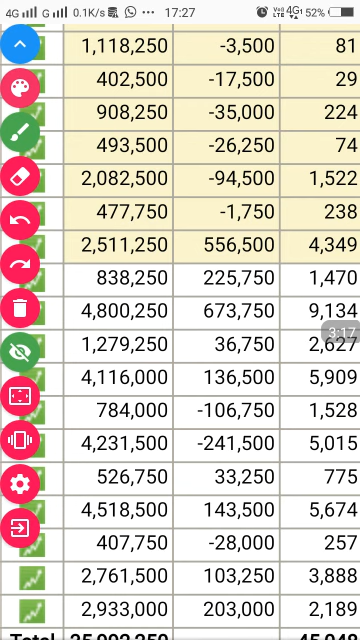 4G G 0.1K/s ··· 17:27 VoLTE 4G1 52%
1,118,250 -3,500 81
402,500 -17,500 29
908,250 -35,000 224
493,500 -26,250 74
2,082,500 -94,500 1,522
477,750 -1,750 238
2,511,250 556,500 4,349
838,250 225,750 1,470
4,800,250 673,750 9,134
3:17
1,279,250 36,750 2,627
4,116,000 136,500 5,909
784,000 -106,750 1,528
4,231,500 -241,500 5,015
526,750 33,250 775
4,518,500 143,500 5,674
407,750 -28,000 257
2,761,500 103,250 3,888
2,933,000 203,000 2,189
Total